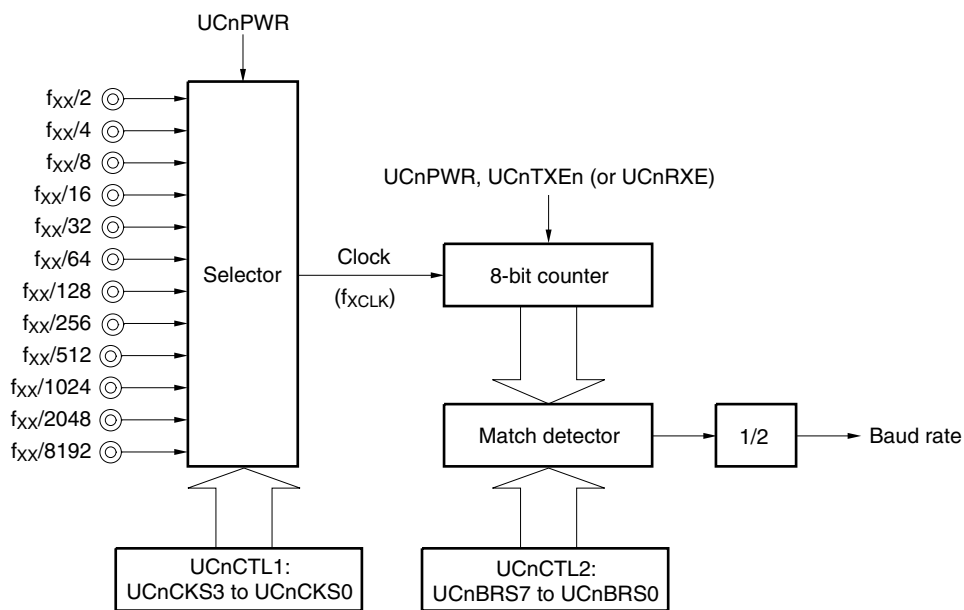 UCnPWR
fXX/2
fXX/4
fXX/8
fXX/16
fXX/32
fXX/64
fXX/128
fXX/256
fXX/512
fXX/1024
fXX/2048
fXX/8192
Selector
UCnCTL1:
UCnCKS3 to UCnCKS0
Clock
(fXCLK)
UCnPWR, UCnTXEn (or UCnRXE)
8-bit counter
Match detector
1/2
Baud rate
UCnCTL2:
UCnBRS7 to UCnBRS0